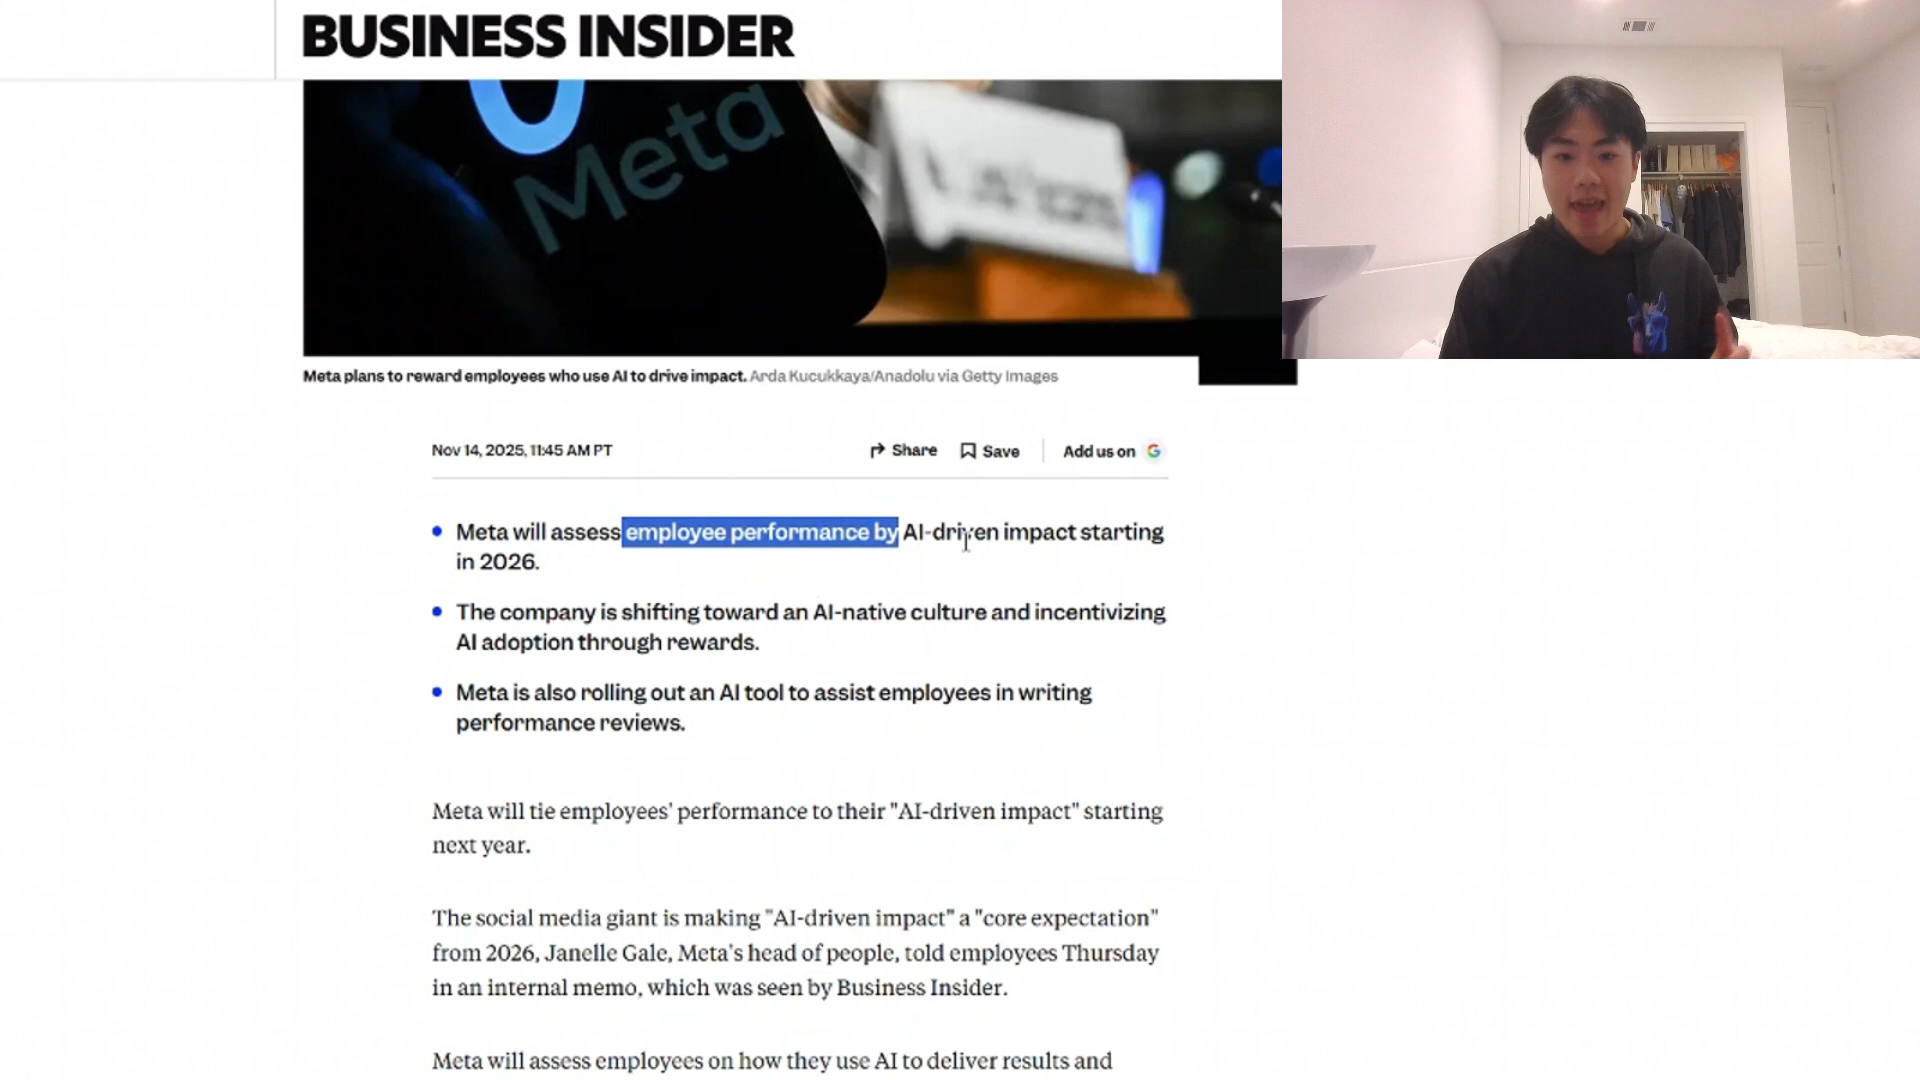 BUSINESS INSIDER
Meta
Meta plans to reward employees who use AI to drive impact. Arda Kucukkaya/Anadolu via Getty Images
Nov 14, 2025, 11:45 AM PT
Share
Save
Add us on
Meta will assess employee performance by AI-driven impact starting
in 2026.
The company is shifting toward an AI-native culture and incentivizing
AI adoption through rewards.
Meta is also rolling out an AI tool to assist employees in writing
performance reviews.
Meta will tie employees' performance to their "AI-driven impact" starting
next year.
The social media giant is making "AI-driven impact" a "core expectation"
from 2026, Janelle Gale, Meta's head of people, told employees Thursday
in an internal memo, which was seen by Business Insider.
Meta will assess employees on how they use AI to deliver results and